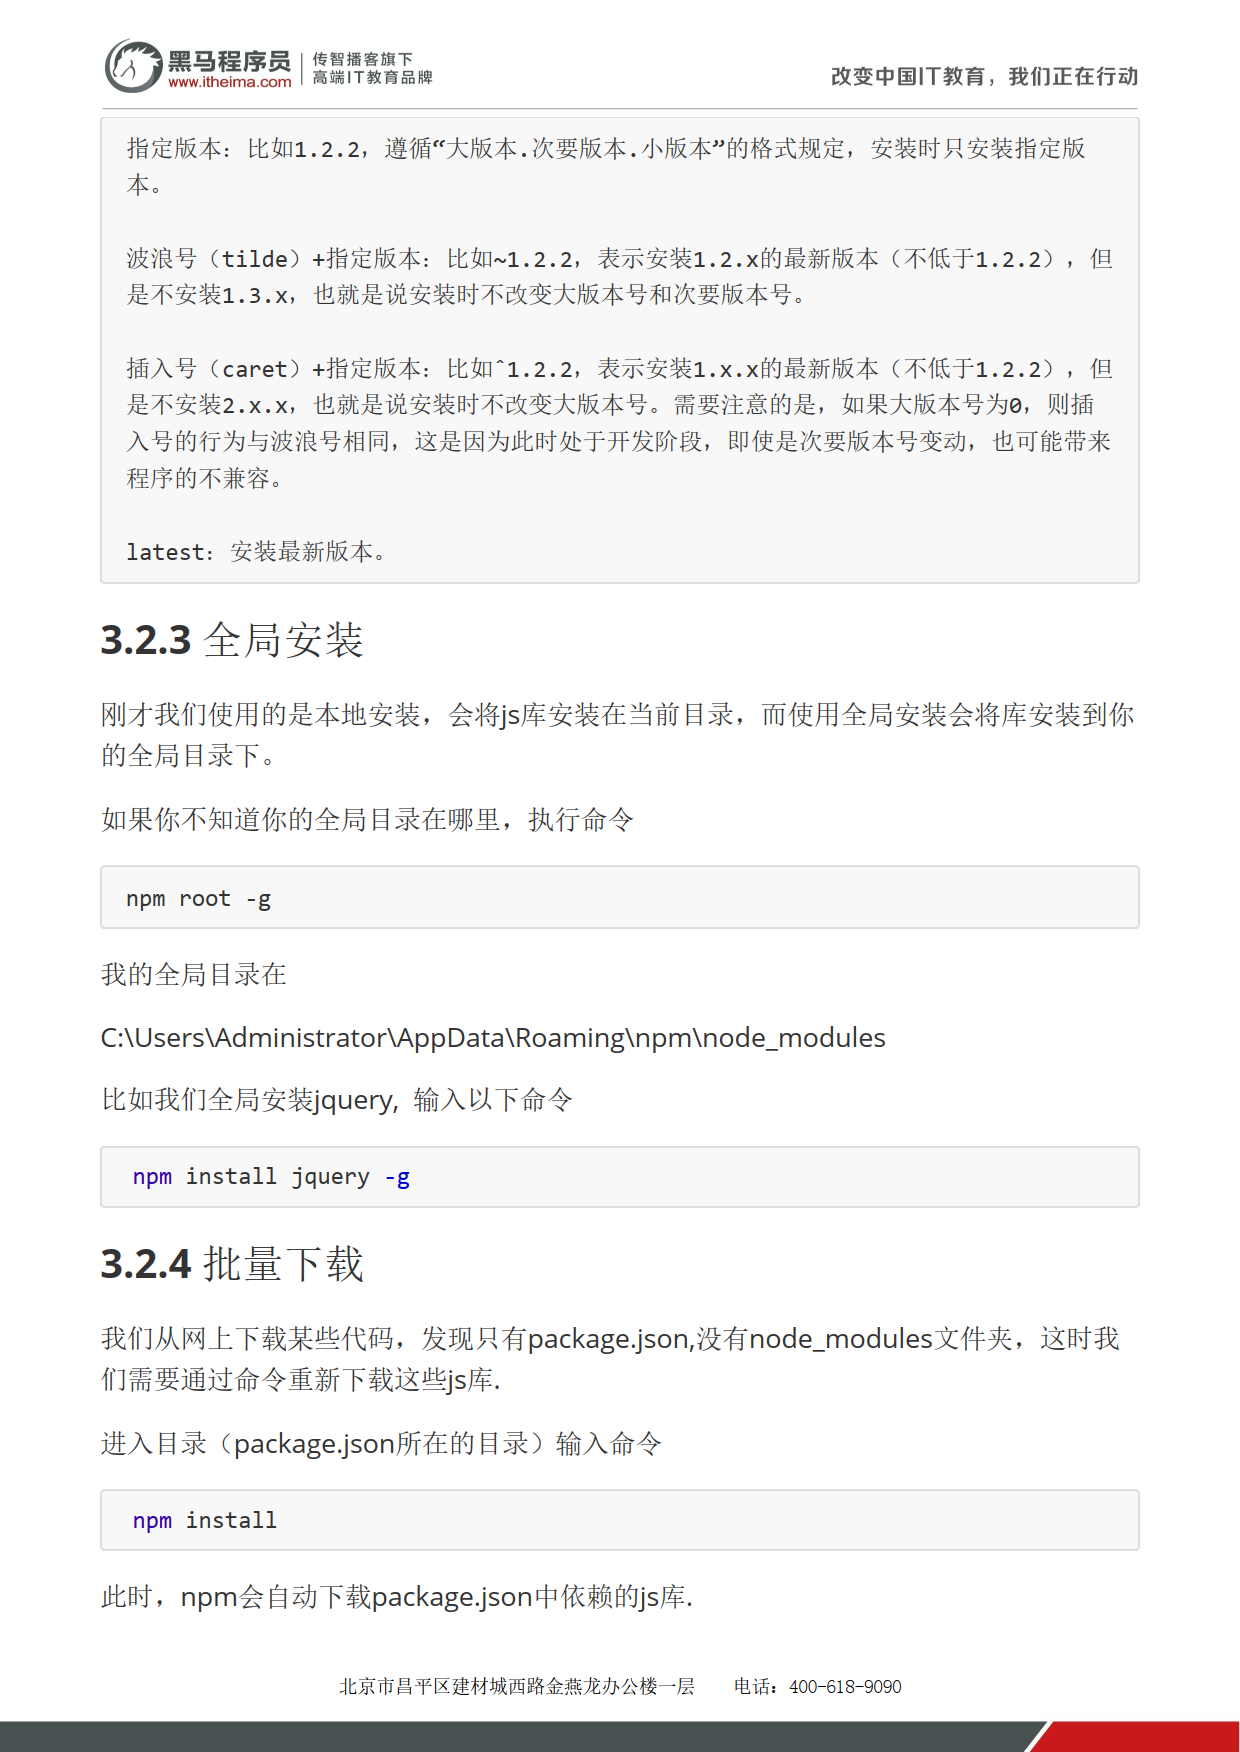 黑马程序员
www.itheima.com
传智播客旗下
高端IT教育品牌
改变中国IT教育，我们正在行动
指定版本：比如1.2.2，遵循“大版本.次要版本.小版本”的格式规定，安装时只安装指定版
本。
波浪号（tilde）+指定版本：比如~1.2.2，表示安装1.2.x的最新版本（不低于1.2.2），但
是不安装1.3.x，也就是说安装时不改变大版本号和次要版本号。
插入号（caret）+指定版本：比如ˆ1.2.2，表示安装1.x.x的最新版本（不低于1.2.2），但
是不安装2.x.x，也就是说安装时不改变大版本号。需要注意的是，如果大版本号为0，则插
入号的行为与波浪号相同，这是因为此时处于开发阶段，即使是次要版本号变动，也可能带来
程序的不兼容。
latest：安装最新版本。
3.2.3 全局安装
刚才我们使用的是本地安装，会将js库安装在当前目录，而使用全局安装会将库安装到你
的全局目录下。
如果你不知道你的全局目录在哪里，执行命令
npm root -g
我的全局目录在
C:\Users\Administrator\AppData\Roaming\npm\node_modules
比如我们全局安装jquery, 输入以下命令
npm install jquery -g
3.2.4 批量下载
我们从网上下载某些代码，发现只有package.json,没有node_modules文件夹，这时我
们需要通过命令重新下载这些js库.
进入目录（package.json所在的目录）输入命令
npm install
此时，npm会自动下载package.json中依赖的js库.
北京市昌平区建材城西路金燕龙办公楼一层 电话：400-618-9090